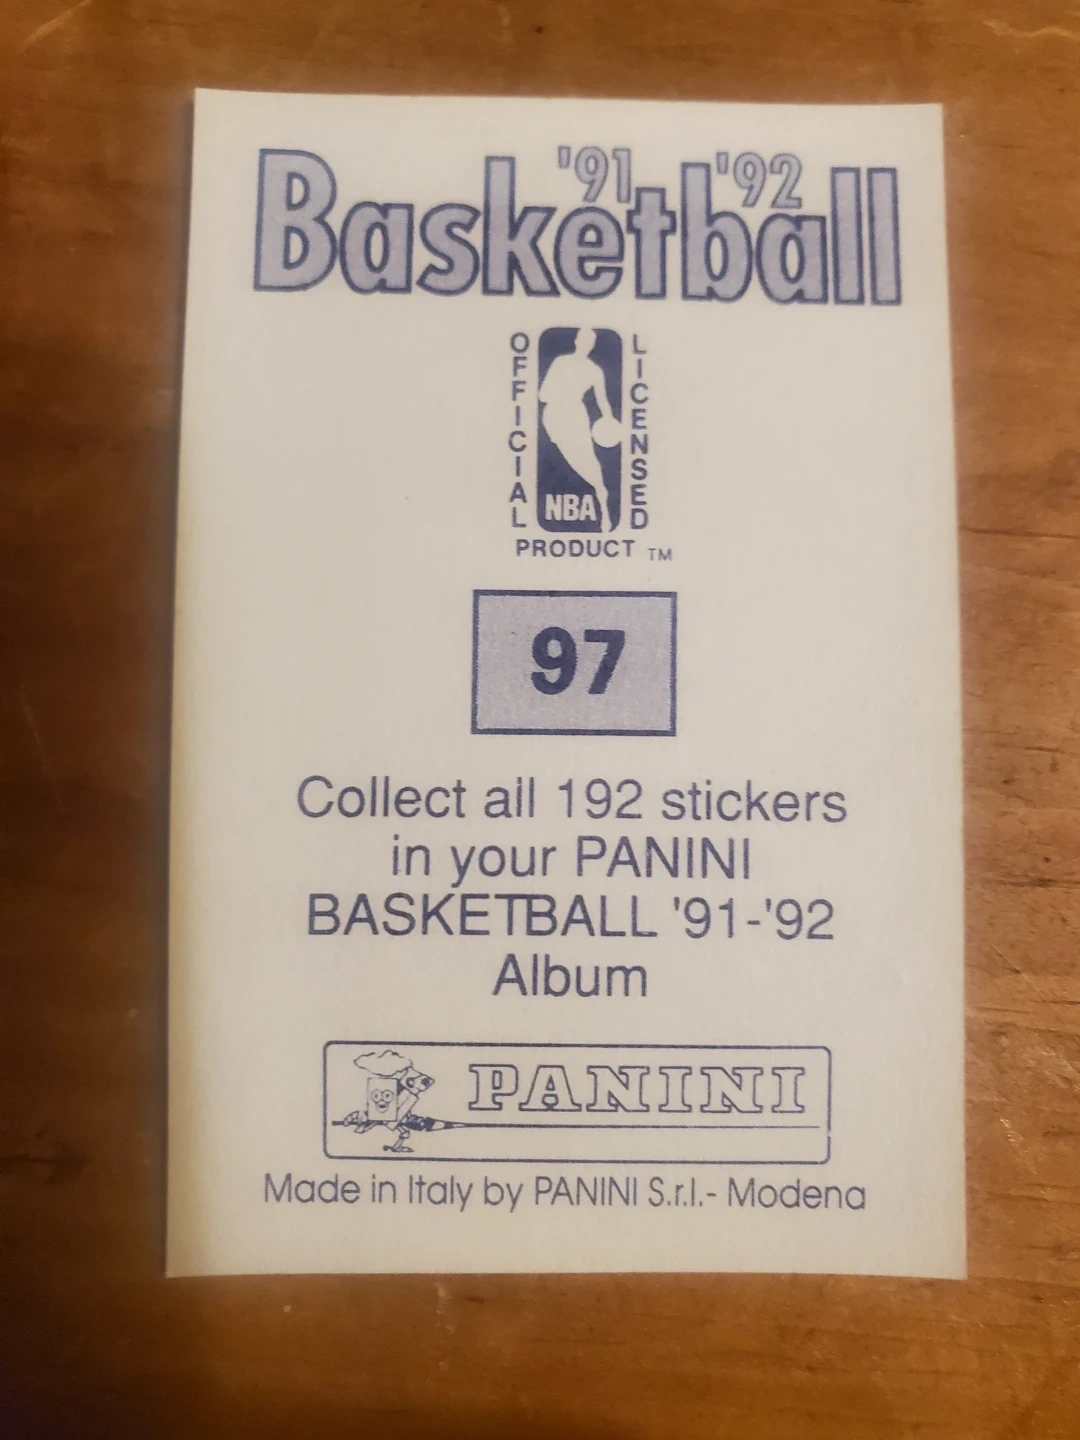 '91 '92
Basketball
OFFICIAL
LICENSED
NBA
PRODUCT TM
97
Collect all 192 stickers
in your PANINI
BASKETBALL '91-'92
Album
PANINI
Made in Italy by PANINI S.r.l.- Modena